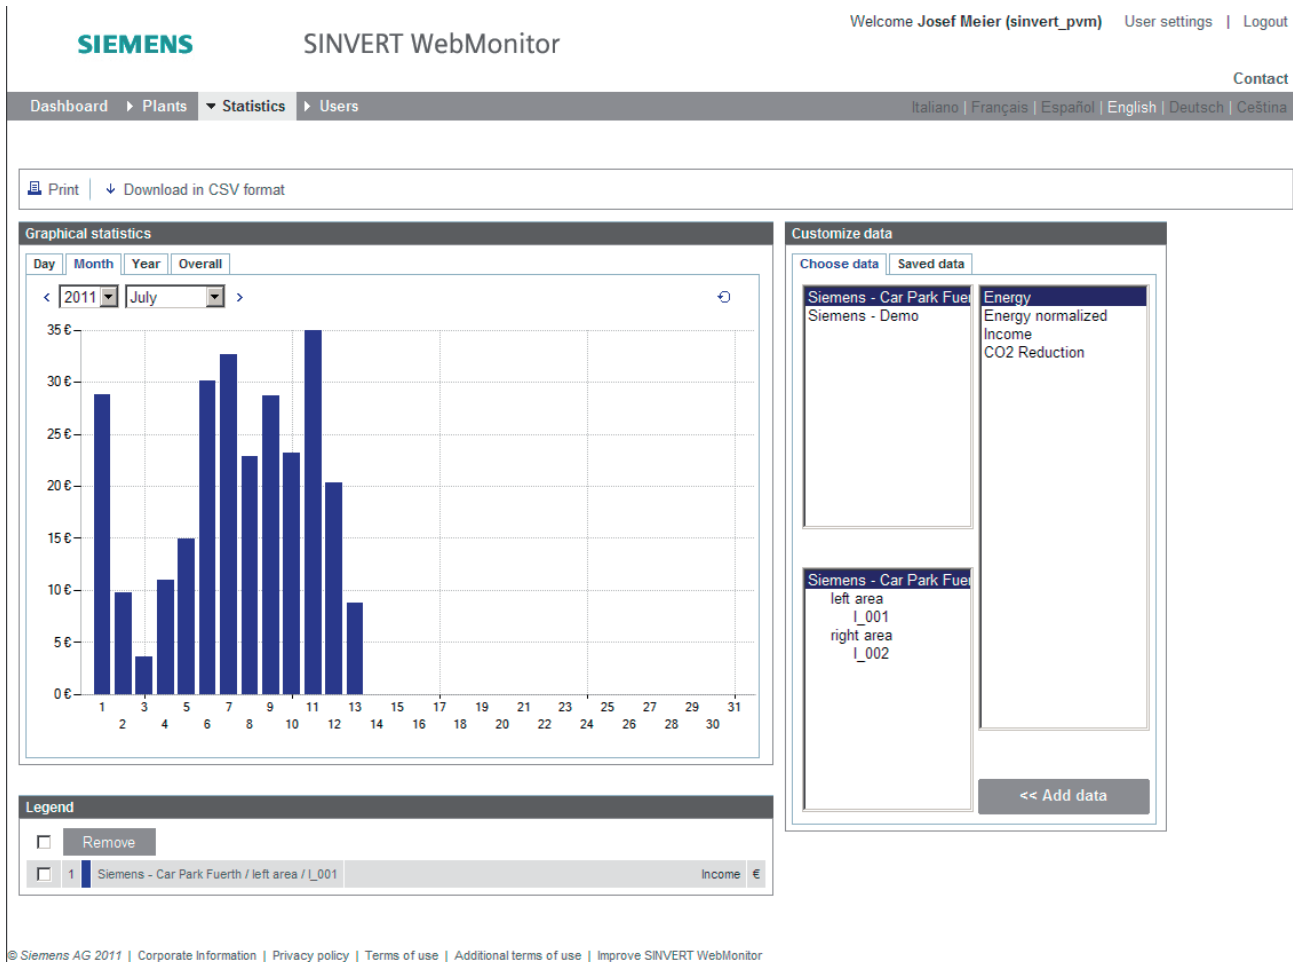 Welcome Josef Meier (sinvert_pvm) User settings | Logout
SIEMENS SINVERT WebMonitor
Contact
Dashboard Plants Statistics Users Italiano | Français | Español | English | Deutsch | Ceština
Print Download in CSV format
Graphical statistics
Day Month Year Overall
< 2011 July >
35 €
30 €
25 €
20 €
15 €
10 €
5 €
0 €
1 3 5 7 9 11 13 15 17 19 21 23 25 27 29 31
2 4 6 8 10 12 14 16 18 20 22 24 26 28 30
Customize data
Choose data Saved data
Siemens - Car Park Fuer
Siemens - Demo
Energy
Energy normalized
Income
CO2 Reduction
Siemens - Car Park Fuer
left area
I_001
right area
I_002
<< Add data
Legend
Remove
1 Siemens - Car Park Fuerth / left area / I_001 Income €
© Siemens AG 2011 | Corporate Information | Privacy policy | Terms of use | Additional terms of use | Improve SINVERT WebMonitor